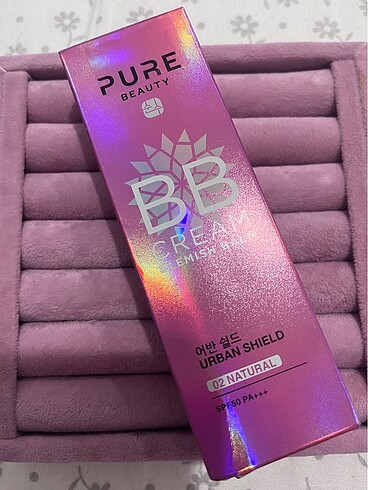 PURE
BEAUTY
BB
CREAM
어반 쉴드
URBAN SHIELD
02 NATURAL
SPF50 PA+++